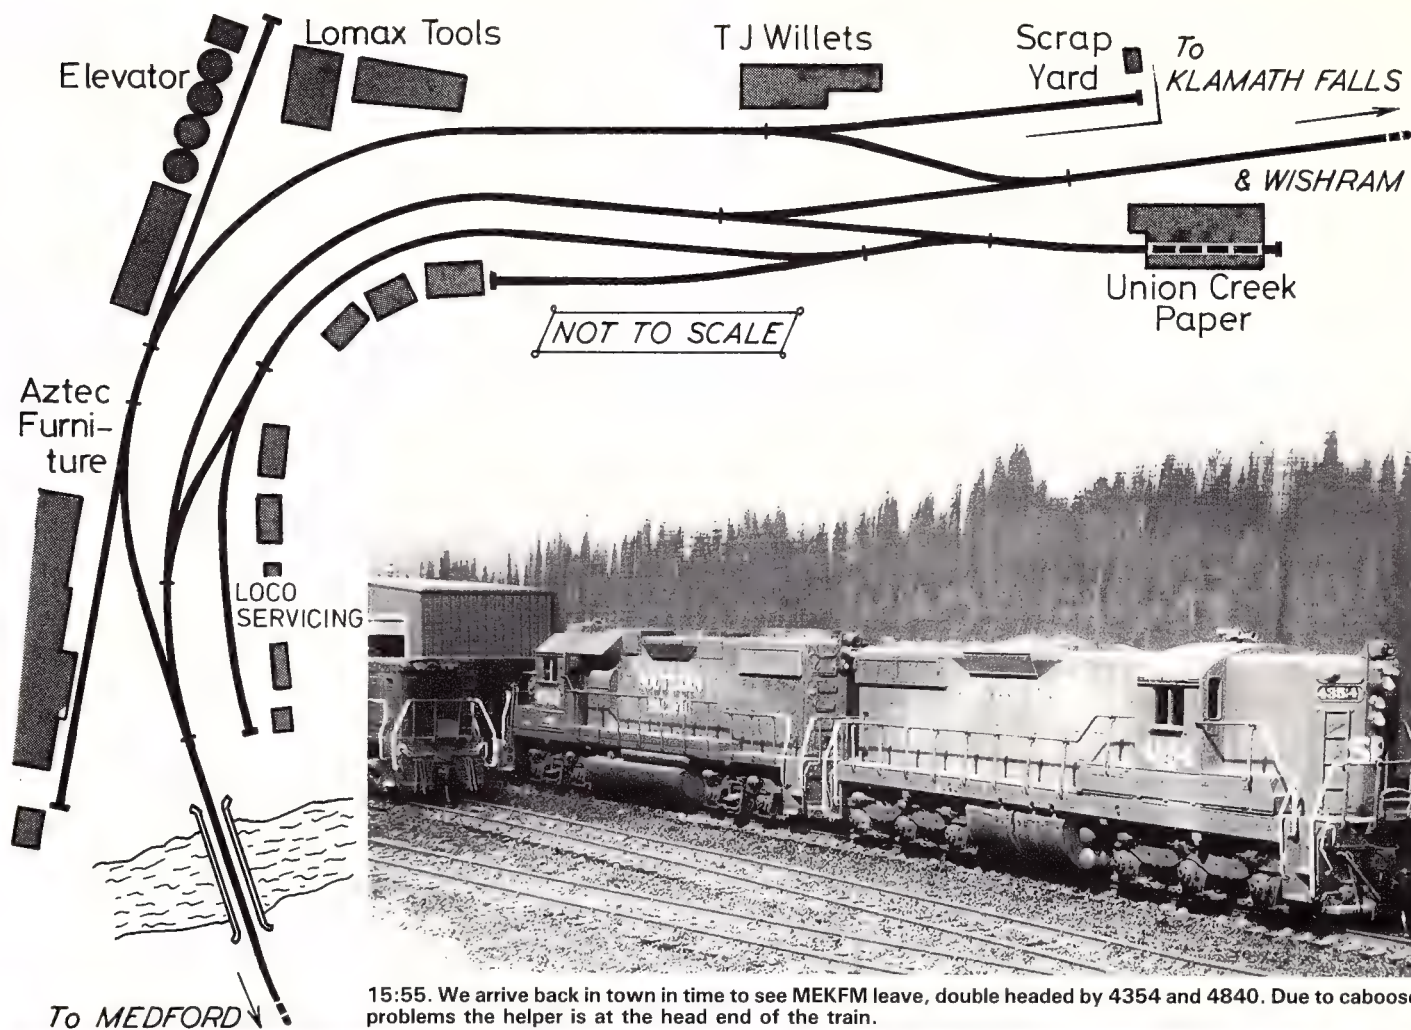 Lomax Tools
Elevator
T J Willets
Scrap
Yard
To
KLAMATH FALLS
& WISHRAM
Union Creek
Paper
NOT TO SCALE
Aztec
Furni-
ture
LOCO
SERVICING
To MEDFORD
4354
15:55. We arrive back in town in time to see MEKFM leave, double headed by 4354 and 4840. Due to caboose
problems the helper is at the head end of the train.